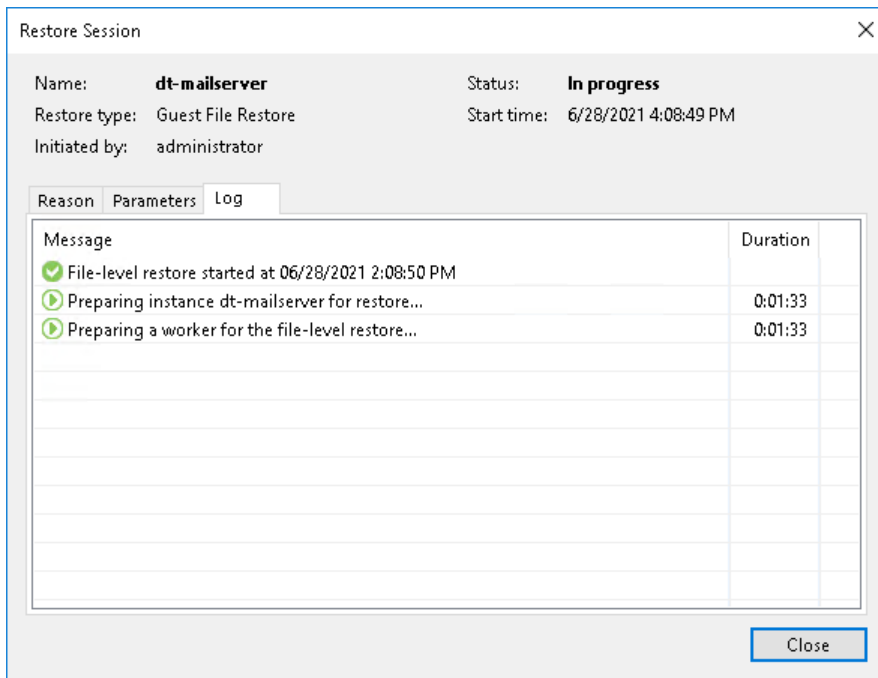 Restore Session
Name: dt-mailserver Status: In progress
Restore type: Guest File Restore Start time: 6/28/2021 4:08:49 PM
Initiated by: administrator
Reason Parameters Log
Message Duration
File-level restore started at 06/28/2021 2:08:50 PM
Preparing instance dt-mailserver for restore... 0:01:33
Preparing a worker for the file-level restore... 0:01:33
Close